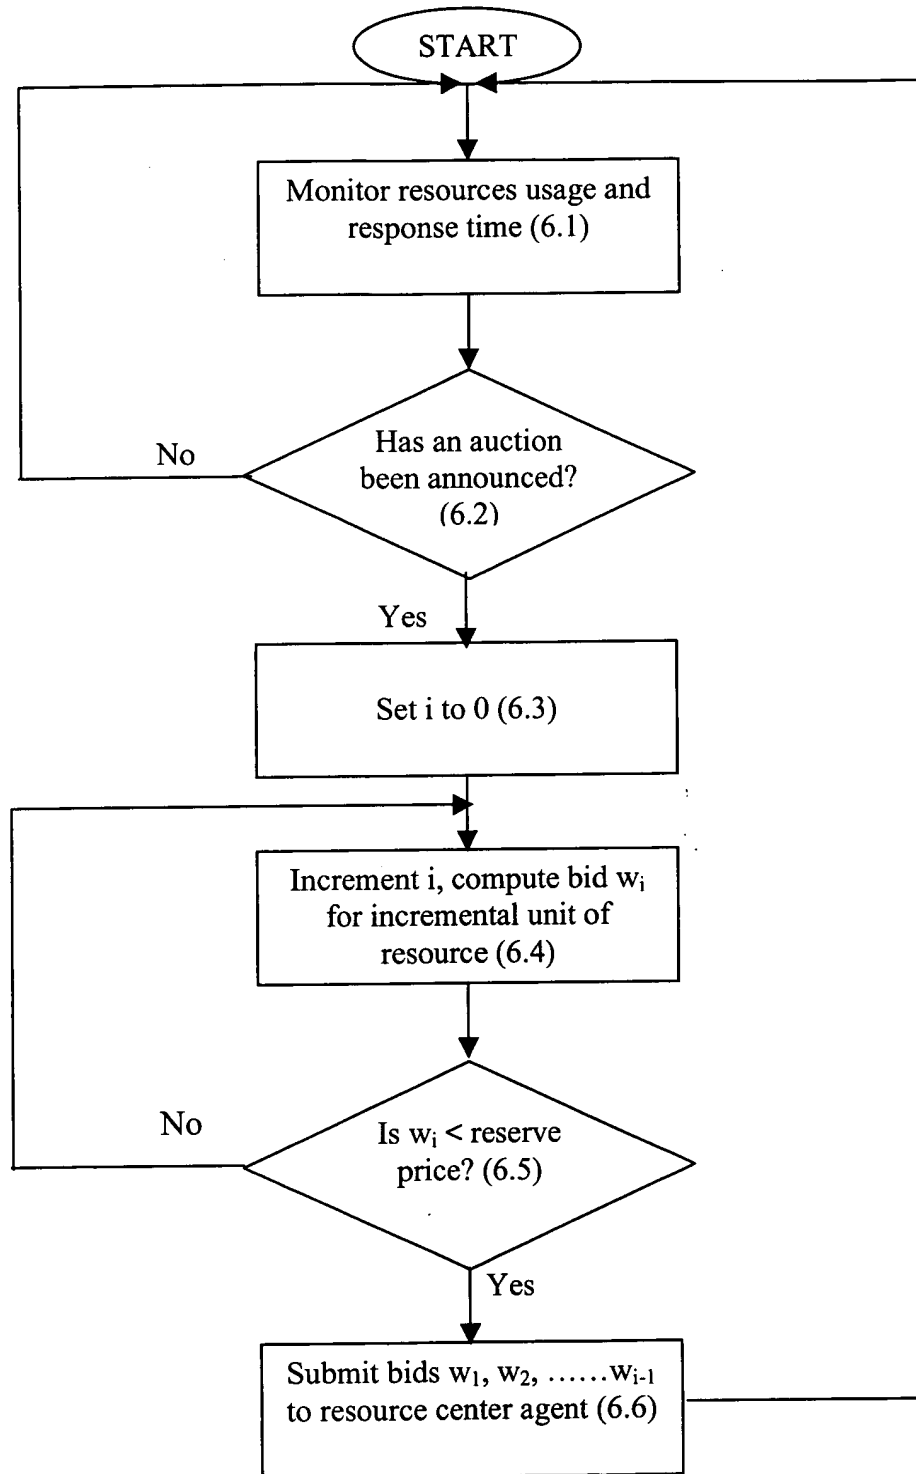 START
Monitor resources usage and
response time (6.1)
Has an auction
been announced?
(6.2)
No
Yes
Set i to 0 (6.3)
Increment i, compute bid wᵢ
for incremental unit of
resource (6.4)
Is wᵢ < reserve
price? (6.5)
No
Yes
Submit bids w₁, w₂, ……wᵢ₋₁
to resource center agent (6.6)